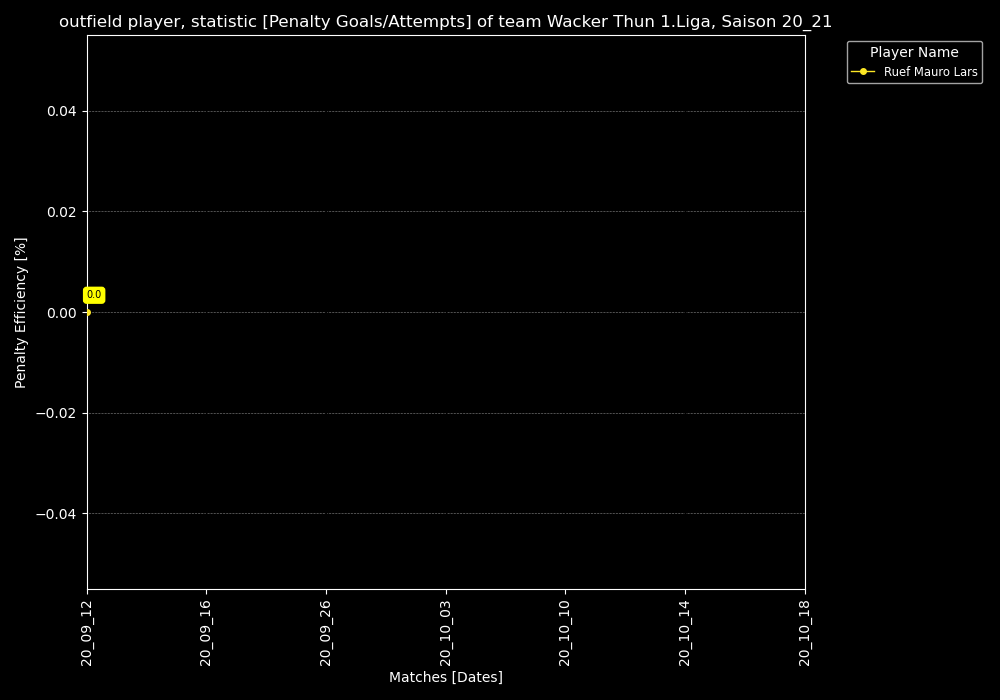 outfield player, statistic [Penalty Goals/Attempts] of team Wacker Thun 1.Liga, Saison 20_21
Player Name
Ruef Mauro Lars
Penalty Efficiency [%]
0.04
0.02
0.00
−0.02
−0.04
0.0
20_09_12
20_09_16
20_09_26
20_10_03
20_10_10
20_10_14
20_10_18
Matches [Dates]